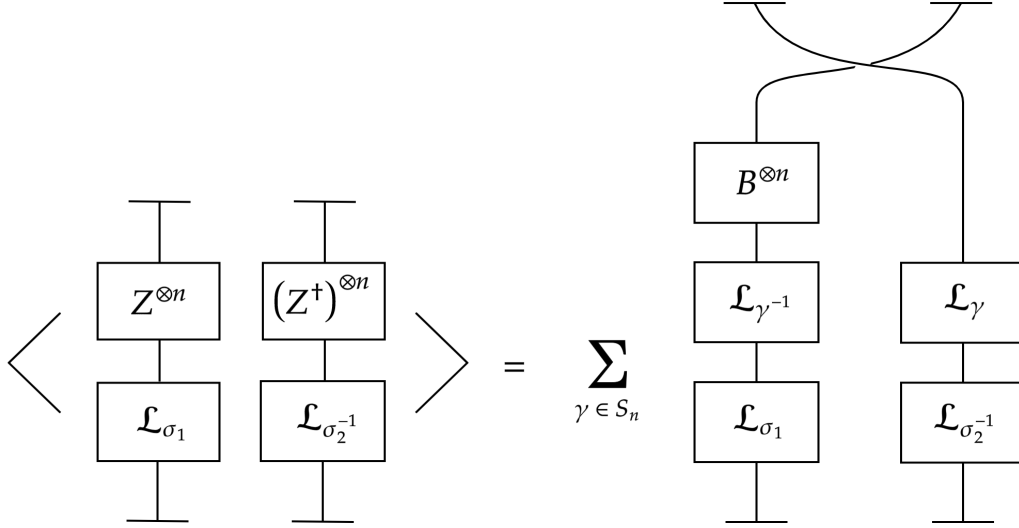 B^{⊗n}
Z^{⊗n} (Z^†)^{⊗n} 𝕷_{γ^{-1}} 𝕷_γ
⟨ ⟩ = ∑_{γ ∈ S_n}
𝕷_{σ_1} 𝕷_{σ_2^{-1}} 𝕷_{σ_1} 𝕷_{σ_2^{-1}}